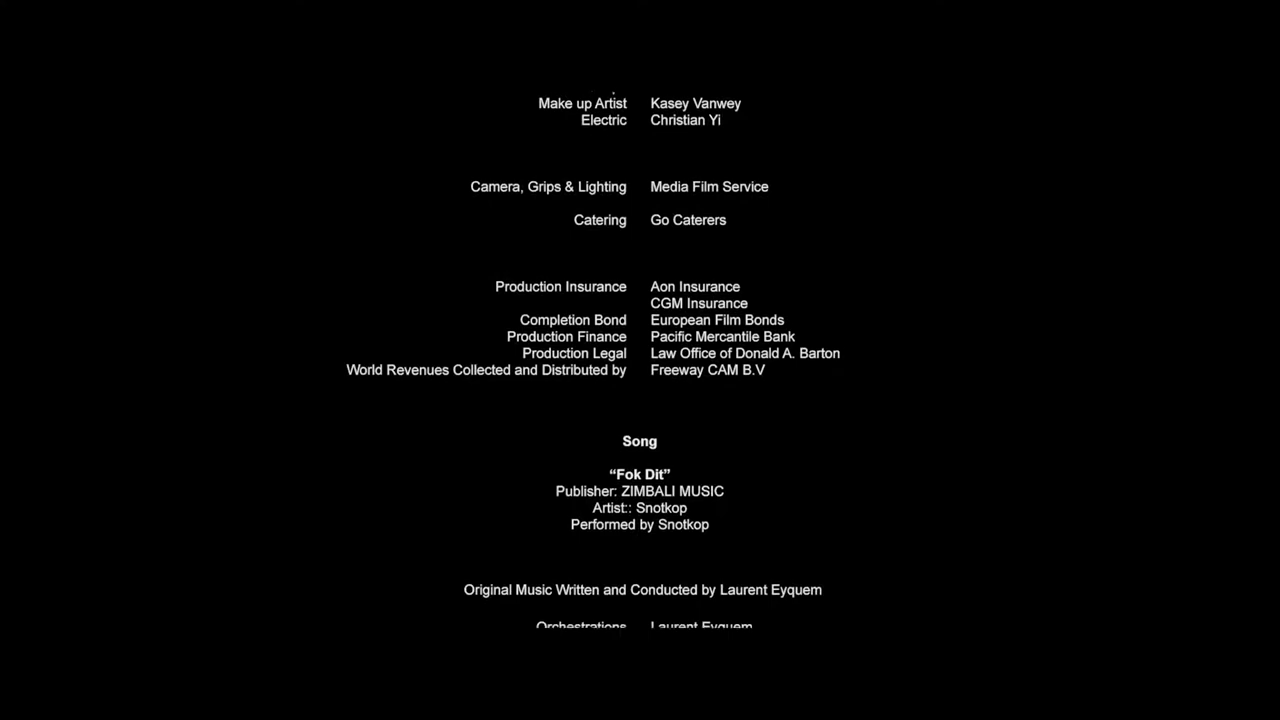 Make up Artist Kasey Vanwey
Electric Christian Yi
Camera, Grips & Lighting Media Film Service
Catering Go Caterers
Production Insurance Aon Insurance
CGM Insurance
Completion Bond European Film Bonds
Production Finance Pacific Mercantile Bank
Production Legal Law Office of Donald A. Barton
World Revenues Collected and Distributed by Freeway CAM B.V
Song
“Fok Dit”
Publisher: ZIMBALI MUSIC
Artist:: Snotkop
Performed by Snotkop
Original Music Written and Conducted by Laurent Eyquem
Orchestrations Laurent Eyquem